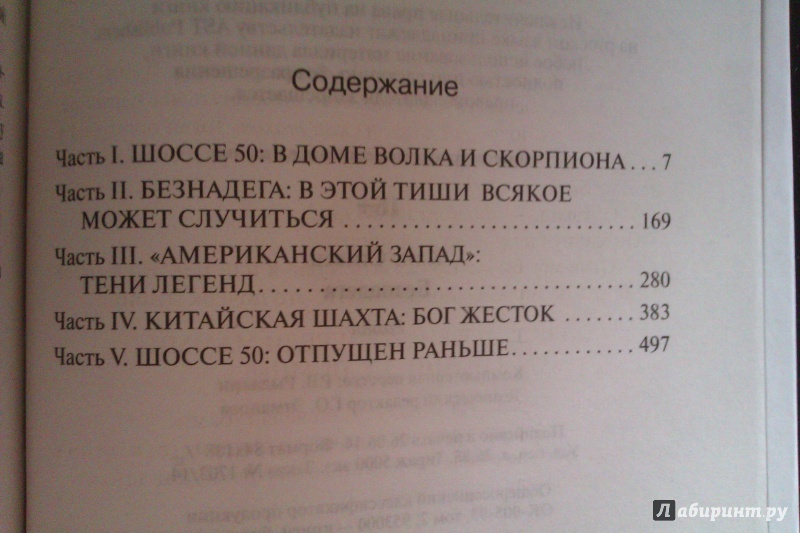 Содержание
Часть I. ШОССЕ 50: В ДОМЕ ВОЛКА И СКОРПИОНА . . . 7
Часть II. БЕЗНАДЕГА: В ЭТОЙ ТИШИ ВСЯКОЕ
МОЖЕТ СЛУЧИТЬСЯ . . . . . . . . . . . . . . . . . . . . . . . . 169
Часть III. «АМЕРИКАНСКИЙ ЗАПАД»:
ТЕНИ ЛЕГЕНД. . . . . . . . . . . . . . . . . . . . . . . . . . . . . . . 280
Часть IV. КИТАЙСКАЯ ШАХТА: БОГ ЖЕСТОК . . . . . . . 383
Часть V. ШОССЕ 50: ОТПУЩЕН РАНЬШЕ. . . . . . . . . . . . 497
Лабиринт.ру